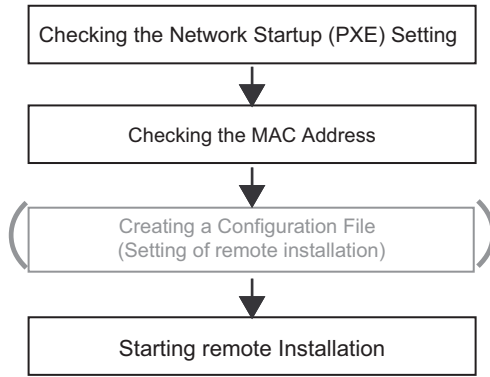 Checking the Network Startup (PXE) Setting
Checking the MAC Address
Creating a Configuration File
(Setting of remote installation)
Starting remote Installation